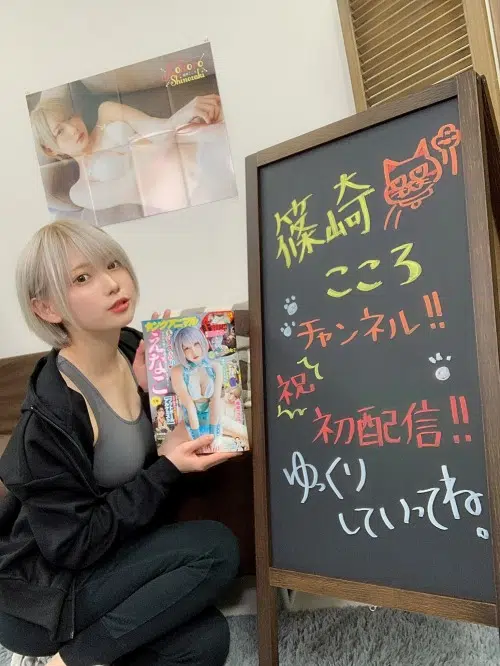 Shinozaki
ヤングアニマル
えなこ
篠崎
こころ
チャンネル!!
祝
初配信!!
ゆっくり
していってね。